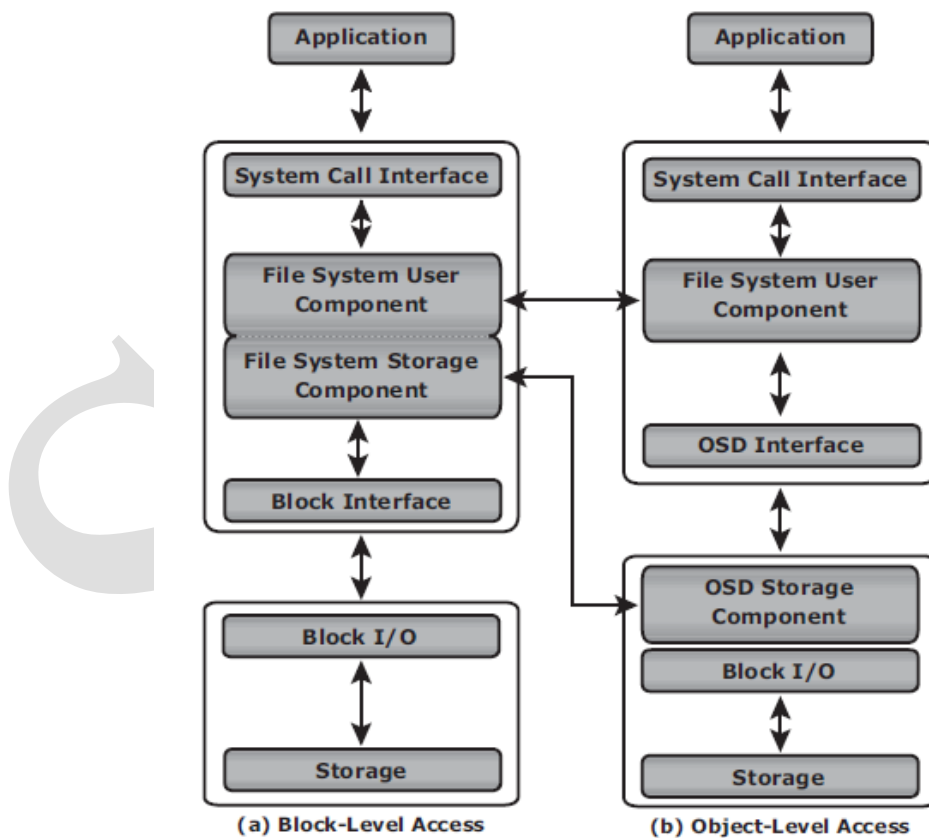 Application
System Call Interface
File System User
Component
File System Storage
Component
Block Interface
Block I/O
Storage
(a) Block-Level Access
Application
System Call Interface
File System User
Component
OSD Interface
OSD Storage
Component
Block I/O
Storage
(b) Object-Level Access